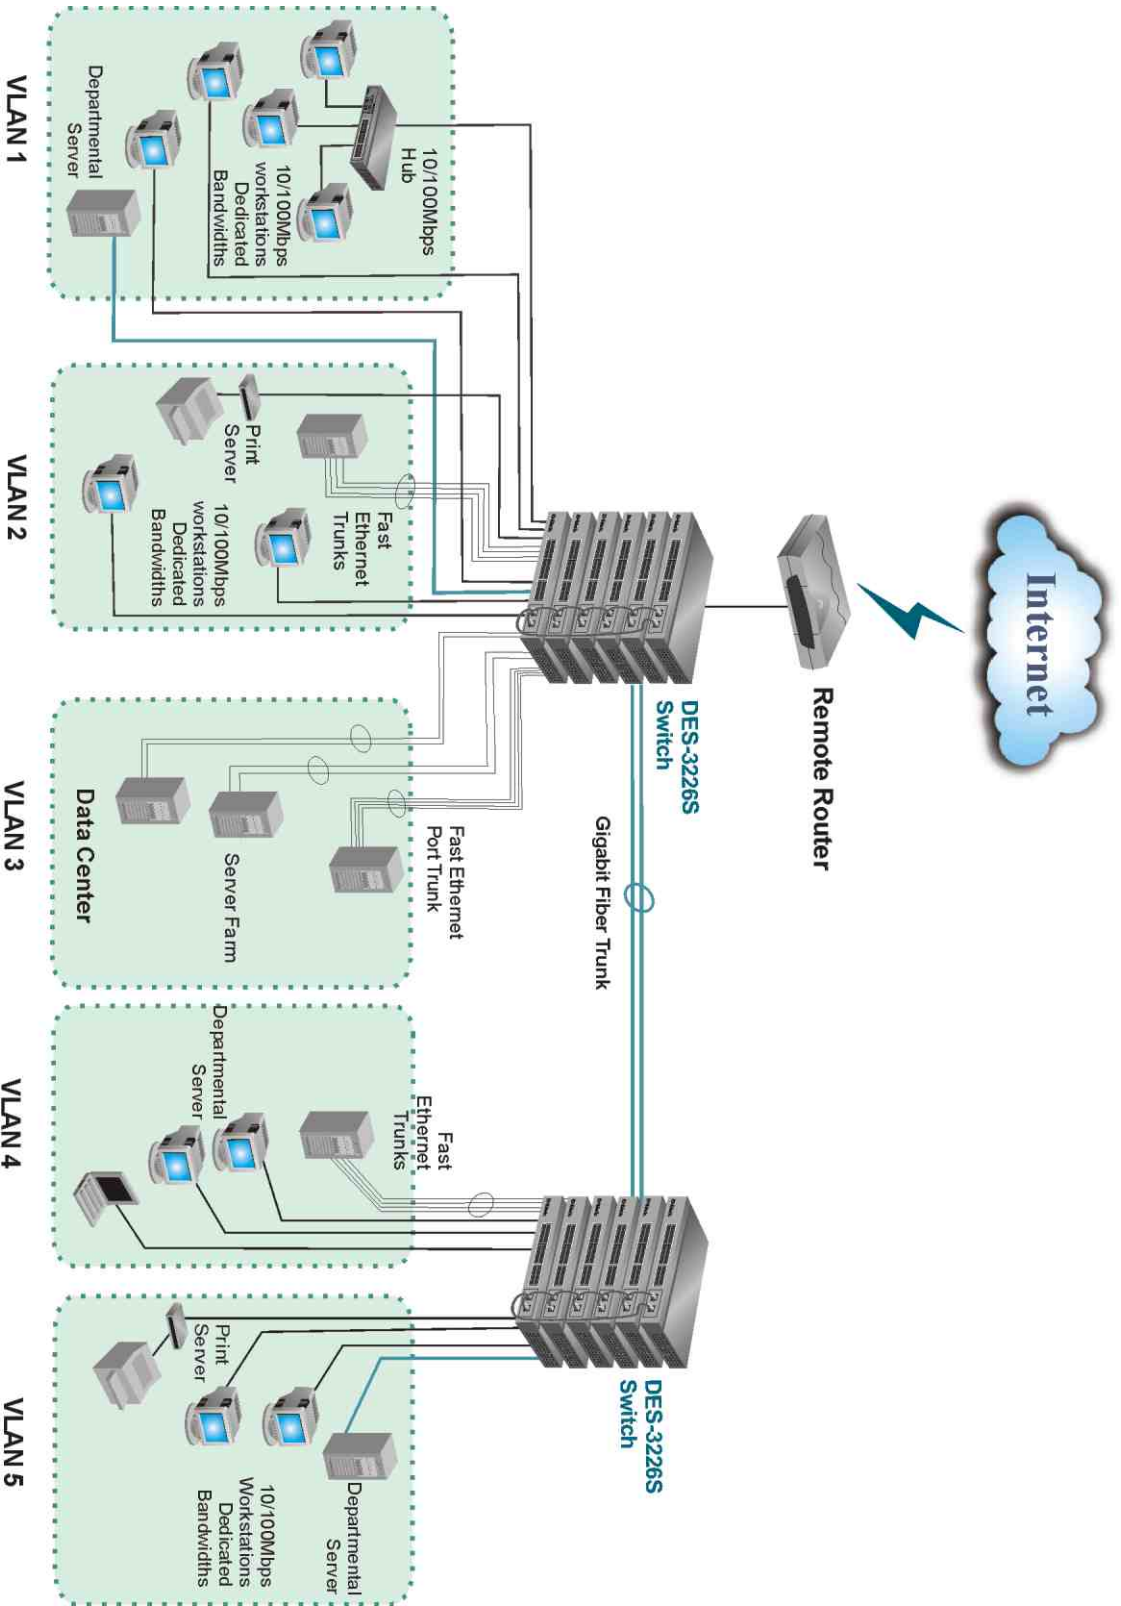 Internet
Remote Router
DES-3226S
Switch
Gigabit Fiber Trunk
DES-3226S
Switch
10/100Mbps
Hub
10/100Mbps
workstations
Dedicated
Bandwidths
Departmental
Server
VLAN 1
Fast
Ethernet
Trunks
Print
Server
10/100Mbps
workstations
Dedicated
Bandwidths
VLAN 2
Fast Ethernet
Port Trunk
Server Farm
Data Center
VLAN 3
Fast
Ethernet
Trunks
Departmental
Server
VLAN 4
Departmental
Server
Print
Server
10/100Mbps
Workstations
Dedicated
Bandwidths
VLAN 5